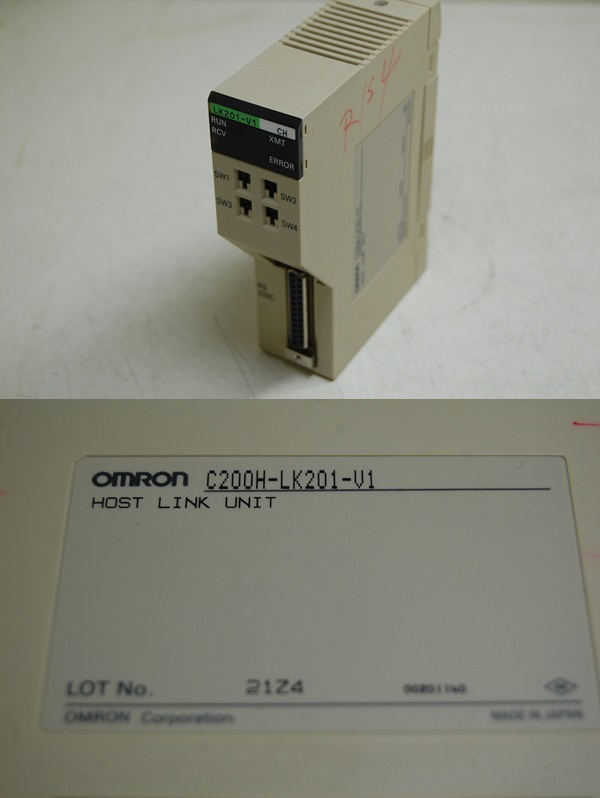 LK201-V1
CH
RUN
RCV
XMT
ERROR
SW1
SW2
SW3
SW4
R154
OMRON C200H-LK201-V1
HOST LINK UNIT
LOT No. 21Z4
OMRON Corporation MADE IN JAPAN